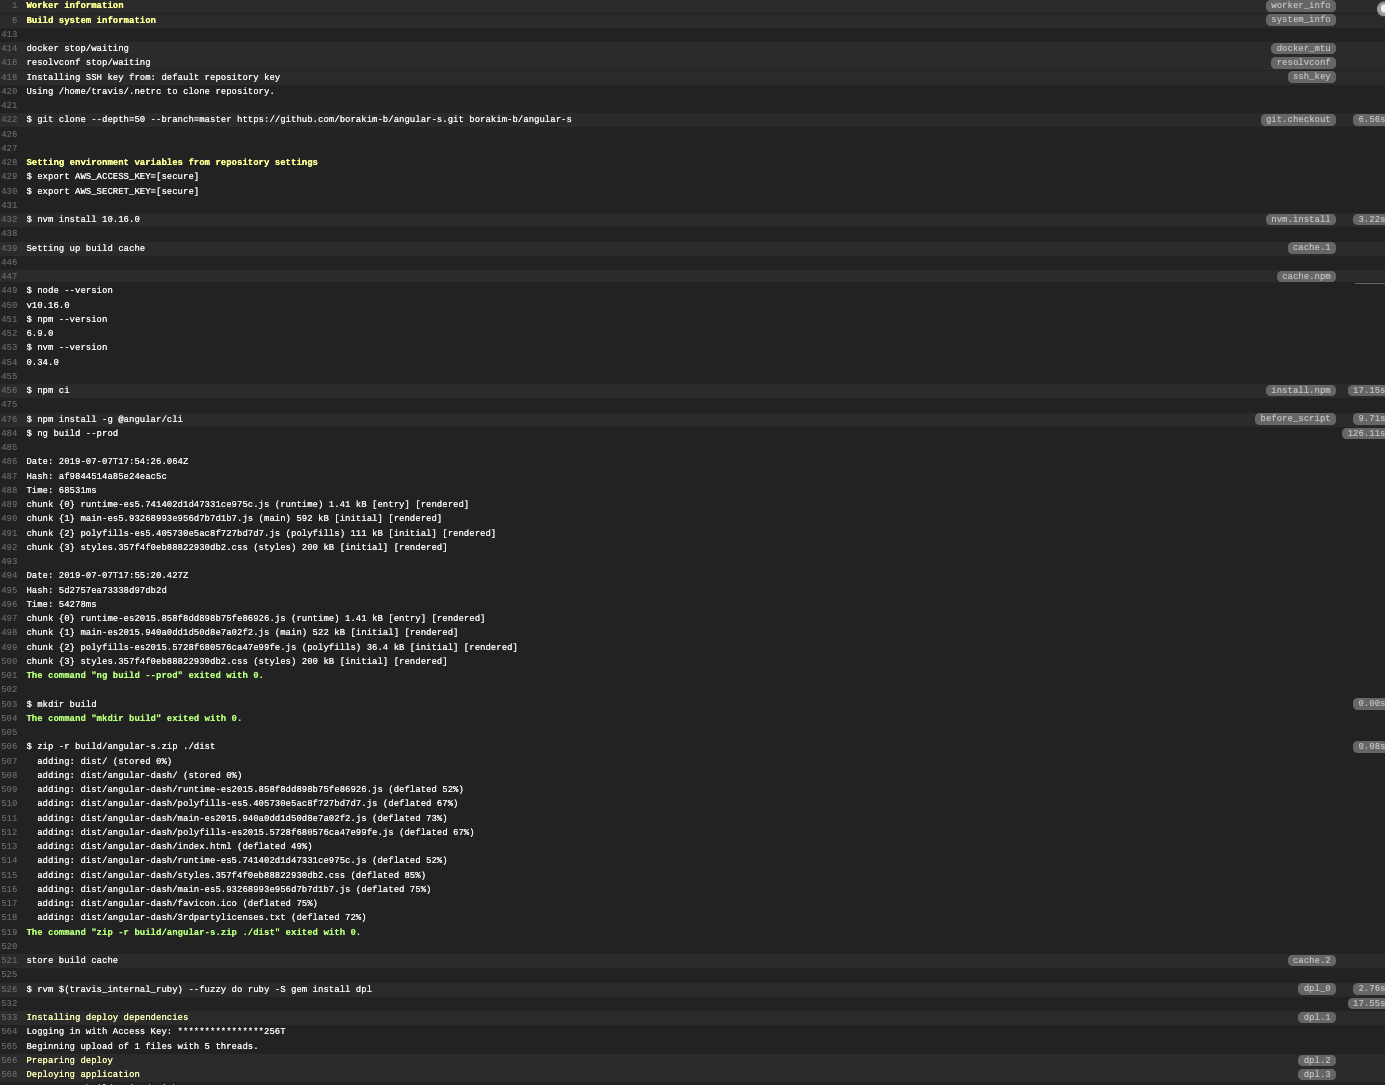 1 Worker information worker_info
6 Build system information system_info
413
414 docker stop/waiting docker_mtu
416 resolvconf stop/waiting resolvconf
418 Installing SSH key from: default repository key ssh_key
420 Using /home/travis/.netrc to clone repository.
421
422 $ git clone --depth=50 --branch=master https://github.com/borakim-b/angular-s.git borakim-b/angular-s git.checkout 6.56s
426
427
428 Setting environment variables from repository settings
429 $ export AWS_ACCESS_KEY=[secure]
430 $ export AWS_SECRET_KEY=[secure]
431
432 $ nvm install 10.16.0 nvm.install 3.22s
438
439 Setting up build cache cache.1
446
447 cache.npm
449 $ node --version
450 v10.16.0
451 $ npm --version
452 6.9.0
453 $ nvm --version
454 0.34.0
455
456 $ npm ci install.npm 17.15s
475
476 $ npm install -g @angular/cli before_script 9.71s
484 $ ng build --prod 126.11s
485
486 Date: 2019-07-07T17:54:26.064Z
487 Hash: af9844514a85e24eac5c
488 Time: 68531ms
489 chunk {0} runtime-es5.741402d1d47331ce975c.js (runtime) 1.41 kB [entry] [rendered]
490 chunk {1} main-es5.93268993e956d7b7d1b7.js (main) 592 kB [initial] [rendered]
491 chunk {2} polyfills-es5.405730e5ac8f727bd7d7.js (polyfills) 111 kB [initial] [rendered]
492 chunk {3} styles.357f4f0eb88822930db2.css (styles) 200 kB [initial] [rendered]
493
494 Date: 2019-07-07T17:55:20.427Z
495 Hash: 5d2757ea73338d97db2d
496 Time: 54278ms
497 chunk {0} runtime-es2015.858f8dd898b75fe86926.js (runtime) 1.41 kB [entry] [rendered]
498 chunk {1} main-es2015.940a0dd1d50d8e7a02f2.js (main) 522 kB [initial] [rendered]
499 chunk {2} polyfills-es2015.5728f680576ca47e99fe.js (polyfills) 36.4 kB [initial] [rendered]
500 chunk {3} styles.357f4f0eb88822930db2.css (styles) 200 kB [initial] [rendered]
501 The command "ng build --prod" exited with 0.
502
503 $ mkdir build 0.00s
504 The command "mkdir build" exited with 0.
505
506 $ zip -r build/angular-s.zip ./dist 0.08s
507 adding: dist/ (stored 0%)
508 adding: dist/angular-dash/ (stored 0%)
509 adding: dist/angular-dash/runtime-es2015.858f8dd898b75fe86926.js (deflated 52%)
510 adding: dist/angular-dash/polyfills-es5.405730e5ac8f727bd7d7.js (deflated 67%)
511 adding: dist/angular-dash/main-es2015.940a0dd1d50d8e7a02f2.js (deflated 73%)
512 adding: dist/angular-dash/polyfills-es2015.5728f680576ca47e99fe.js (deflated 67%)
513 adding: dist/angular-dash/index.html (deflated 49%)
514 adding: dist/angular-dash/runtime-es5.741402d1d47331ce975c.js (deflated 52%)
515 adding: dist/angular-dash/styles.357f4f0eb88822930db2.css (deflated 85%)
516 adding: dist/angular-dash/main-es5.93268993e956d7b7d1b7.js (deflated 75%)
517 adding: dist/angular-dash/favicon.ico (deflated 75%)
518 adding: dist/angular-dash/3rdpartylicenses.txt (deflated 72%)
519 The command "zip -r build/angular-s.zip ./dist" exited with 0.
520
521 store build cache cache.2
525
526 $ rvm $(travis_internal_ruby) --fuzzy do ruby -S gem install dpl dpl_0 2.76s
532 17.55s
533 Installing deploy dependencies dpl.1
564 Logging in with Access Key: ****************256T
565 Beginning upload of 1 files with 5 threads.
566 Preparing deploy dpl.2
568 Deploying application dpl.3